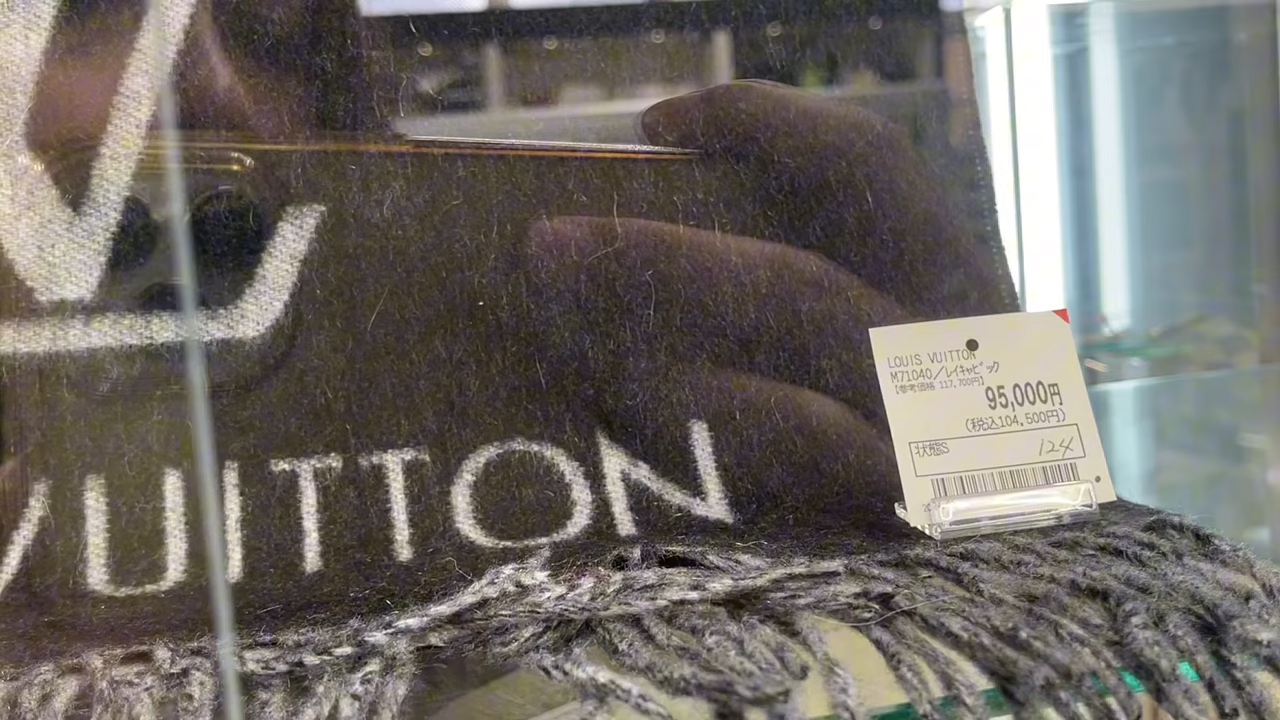 LV
VUITTON
LOUIS VUITTON
M71040/レイキャビック
【参考価格 117,700円】
95,000円
(税込104,500円)
状態S 124